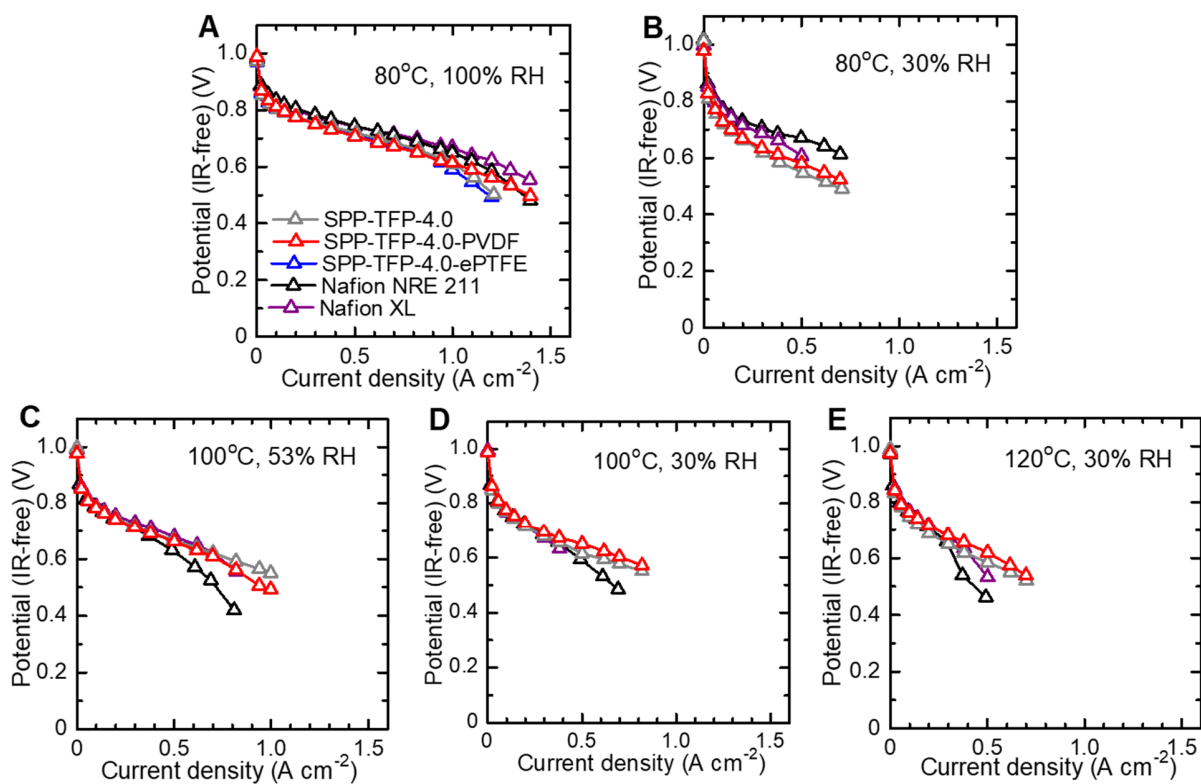 A
80°C, 100% RH
Potential (IR-free) (V)
1.0
0.8
0.6
0.4
0.2
0
SPP-TFP-4.0
SPP-TFP-4.0-PVDF
SPP-TFP-4.0-ePTFE
Nafion NRE 211
Nafion XL
0 0.5 1.0 1.5
Current density (A cm⁻²)
B
80°C, 30% RH
Potential (IR-free) (V)
1.0
0.8
0.6
0.4
0.2
0
0 0.5 1.0 1.5
Current density (A cm⁻²)
C
100°C, 53% RH
Potential (IR-free) (V)
1.0
0.8
0.6
0.4
0.2
0
0 0.5 1.0 1.5
Current density (A cm⁻²)
D
100°C, 30% RH
Potential (IR-free) (V)
1.0
0.8
0.6
0.4
0.2
0
0 0.5 1.0 1.5
Current density (A cm⁻²)
E
120°C, 30% RH
Potential (IR-free) (V)
1.0
0.8
0.6
0.4
0.2
0
0 0.5 1.0 1.5
Current density (A cm⁻²)